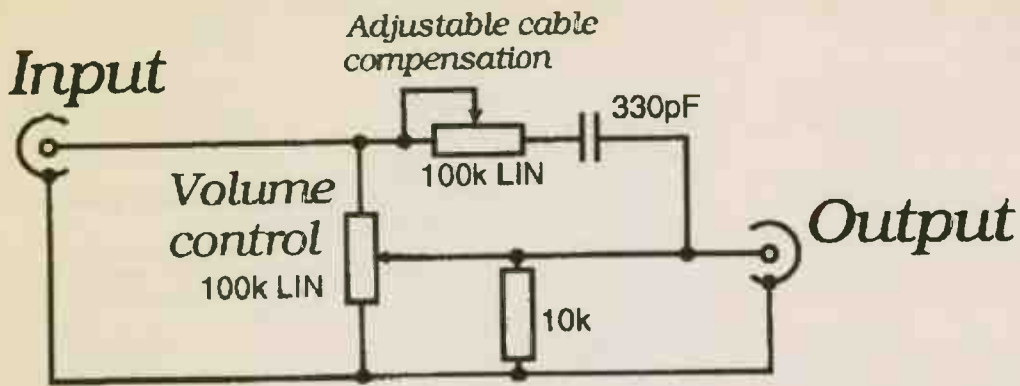 Adjustable cable
compensation
Input
330pF
100k LIN
Volume
control
100k LIN
Output
10k